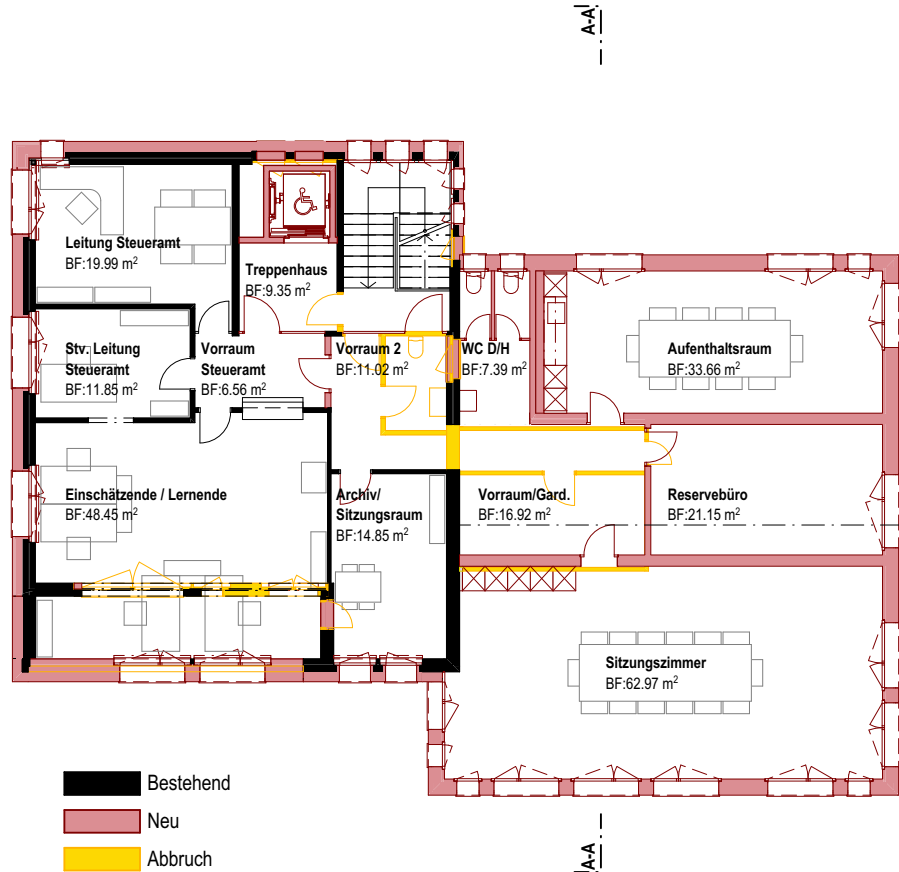 A-A
Leitung Steueramt
BF:19.99 m²
Treppenhaus
BF:9.35 m²
Stv. Leitung
Steueramt
BF:11.85 m²
Vorraum
Steueramt
BF:6.56 m²
Vorraum 2
BF:11.02 m²
WC D/H
BF:7.39 m²
Aufenthaltsraum
BF:33.66 m²
Einschätzende / Lernende
BF:48.45 m²
Archiv/
Sitzungsraum
BF:14.85 m²
Vorraum/Gard.
BF:16.92 m²
Reservebüro
BF:21.15 m²
Sitzungszimmer
BF:62.97 m²
Bestehend
Neu
Abbruch
A-A